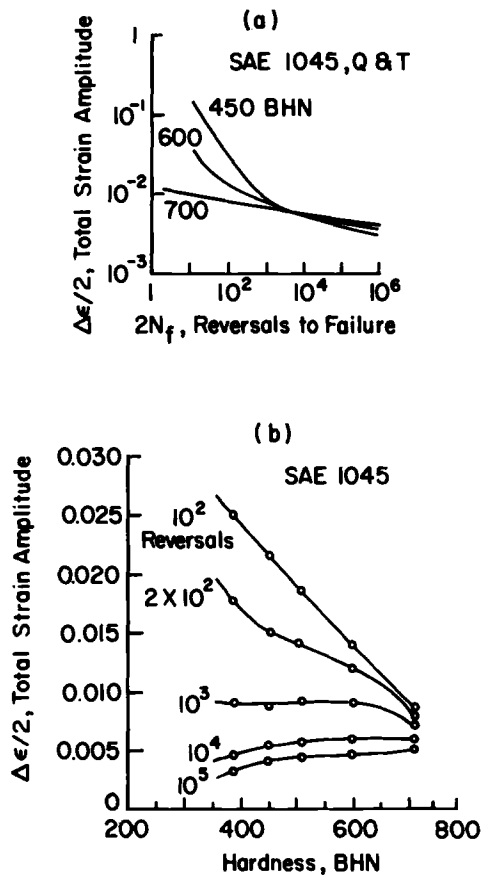 (a)
SAE 1045, Q & T
450 BHN
600
700
1
10⁻¹
10⁻²
10⁻³
Δϵ/2, Total Strain Amplitude
1
10²
10⁴
10⁶
2N_f, Reversals to Failure
(b)
SAE 1045
0.030
0.025
0.020
0.015
0.010
0.005
0
Δϵ/2, Total Strain Amplitude
10²
Reversals
2 X 10²
10³
10⁴
10⁵
200
400
600
800
Hardness, BHN